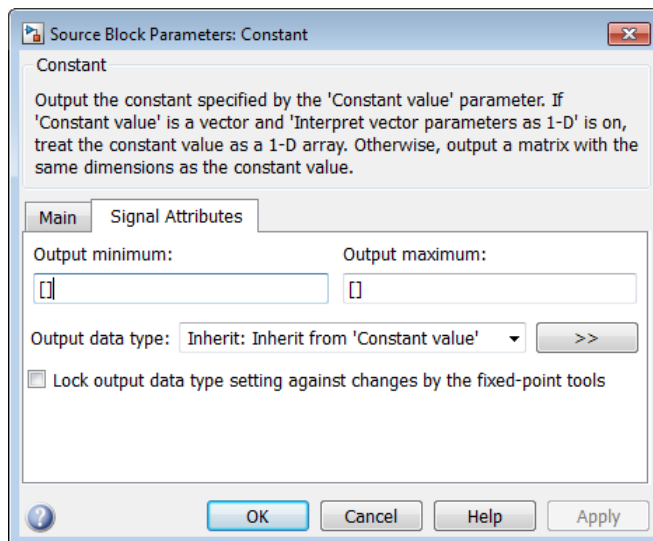 Source Block Parameters: Constant
Constant
Output the constant specified by the 'Constant value' parameter. If
'Constant value' is a vector and 'Interpret vector parameters as 1-D' is on,
treat the constant value as a 1-D array. Otherwise, output a matrix with the
same dimensions as the constant value.
Main Signal Attributes
Output minimum: Output maximum:
[] []
Output data type: Inherit: Inherit from 'Constant value' >>
Lock output data type setting against changes by the fixed-point tools
? OK Cancel Help Apply